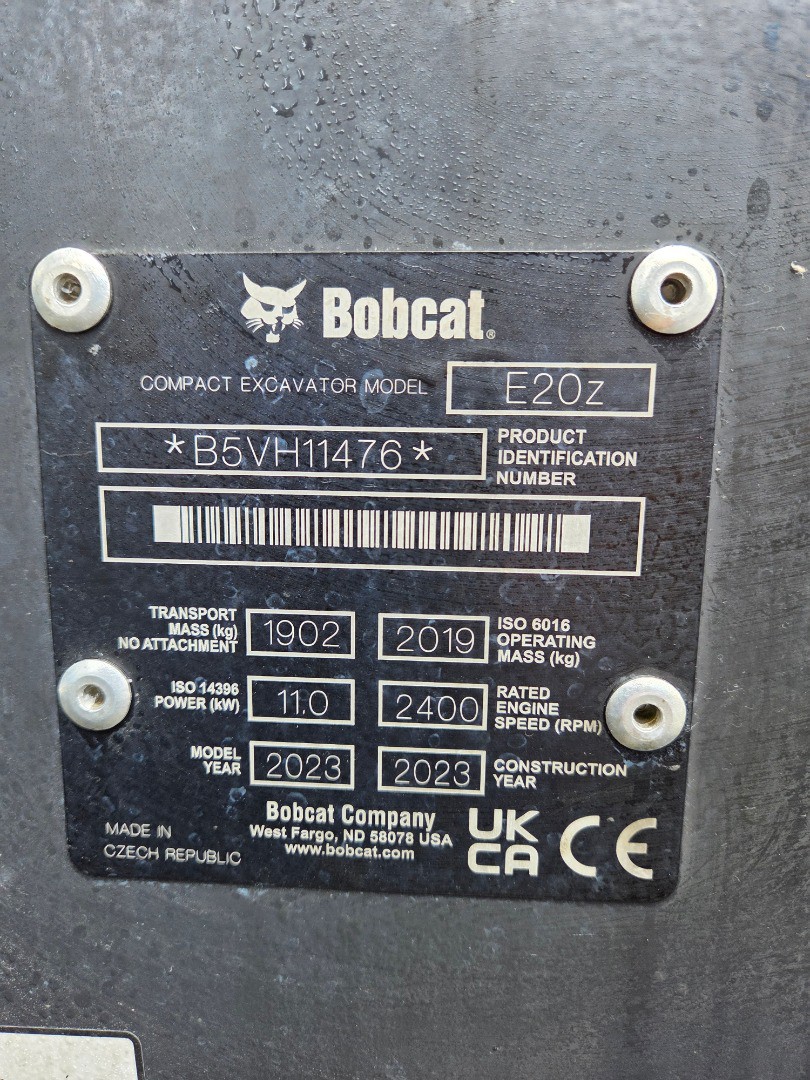 Bobcat®
COMPACT EXCAVATOR MODEL E20z
*B5VH11476*
PRODUCT
IDENTIFICATION
NUMBER
TRANSPORT
MASS (kg)
NO ATTACHMENT
1902
2019
ISO 6016
OPERATING
MASS (kg)
ISO 14396
POWER (kW)
11.0
2400
RATED
ENGINE
SPEED (RPM)
MODEL
YEAR
2023
2023
CONSTRUCTION
YEAR
MADE IN
CZECH REPUBLIC
Bobcat Company
West Fargo, ND 58078 USA
www.bobcat.com
UK
CA
CE